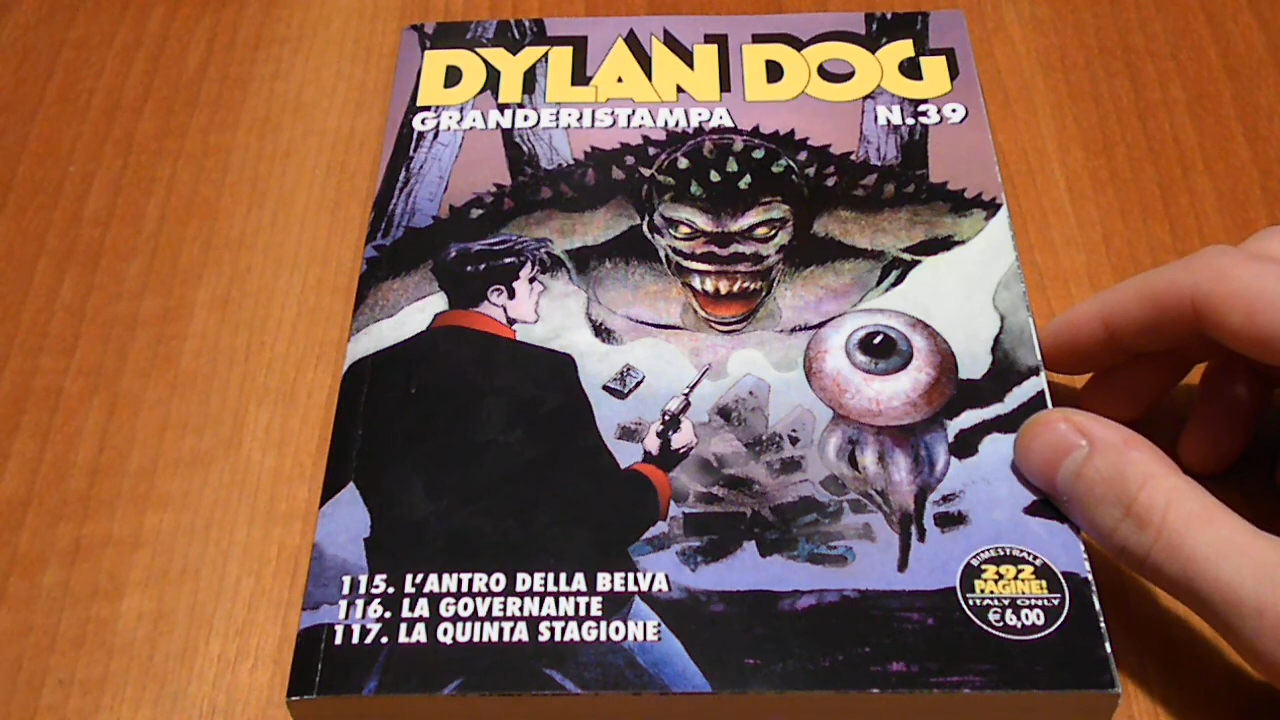 DYLAN DOG
GRANDERISTAMPA N.39
115. L'ANTRO DELLA BELVA
116. LA GOVERNANTE
117. LA QUINTA STAGIONE
BIMESTRALE
292
PAGINE!
ITALY ONLY
€6,00